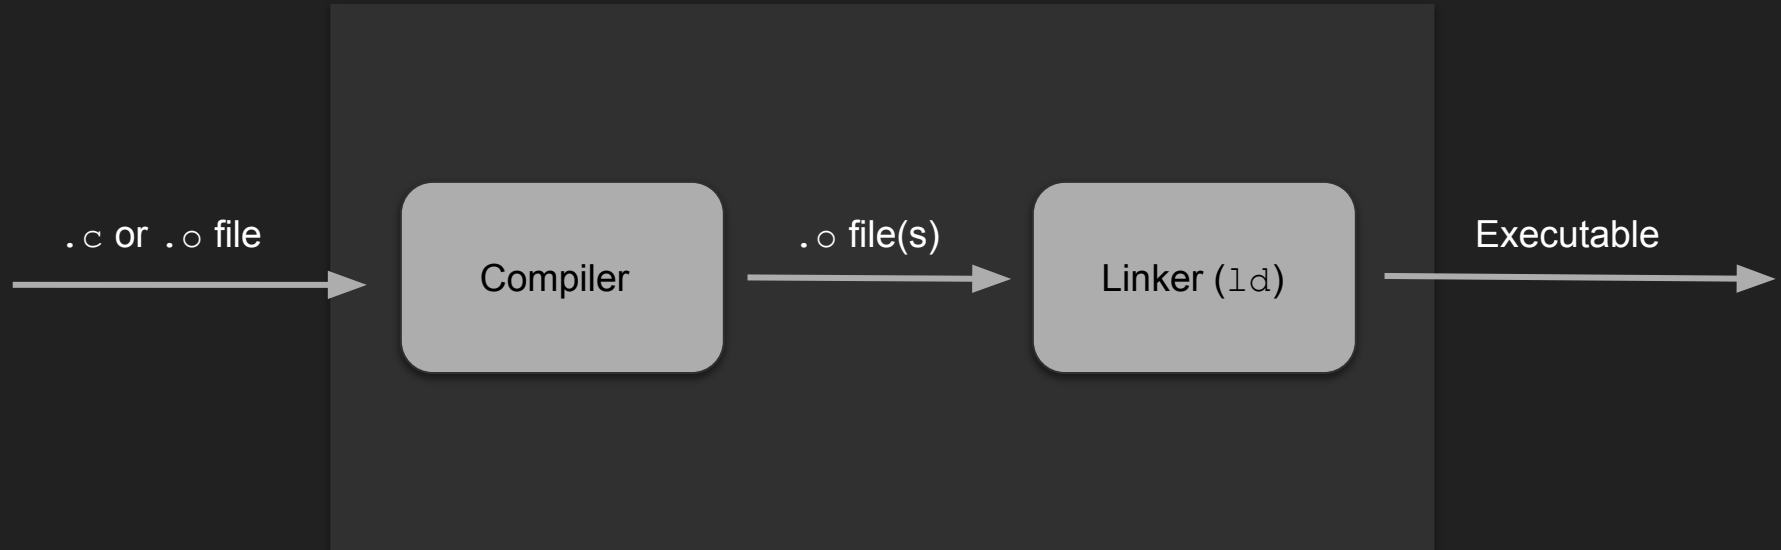 .c or .o file
Compiler
.o file(s)
Linker (ld)
Executable